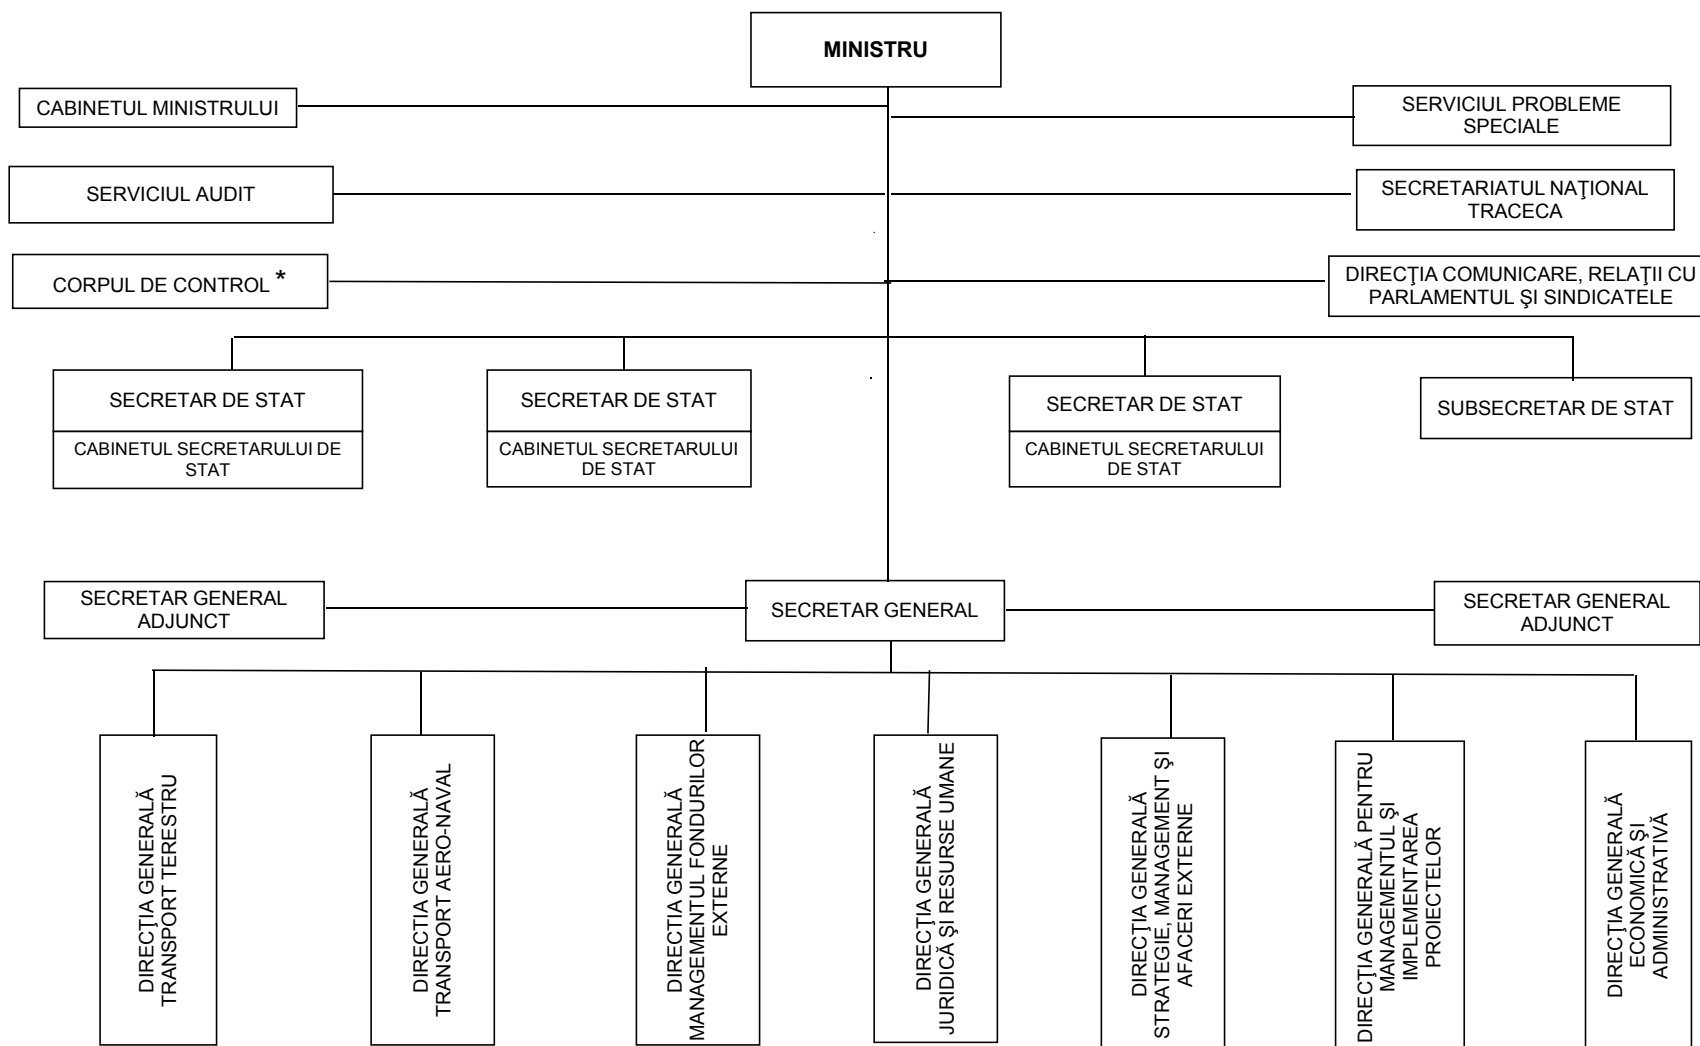 MINISTRU
CABINETUL MINISTRULUI
SERVICIUL PROBLEME
SPECIALE
SERVICIUL AUDIT
SECRETARIATUL NAŢIONAL
TRACECA
CORPUL DE CONTROL *
DIRECŢIA COMUNICARE, RELAŢII CU
PARLAMENTUL ŞI SINDICATELE
SECRETAR DE STAT
CABINETUL SECRETARULUI DE
STAT
SECRETAR DE STAT
CABINETUL SECRETARULUI
DE STAT
SECRETAR DE STAT
CABINETUL SECRETARULUI
DE STAT
SUBSECRETAR DE STAT
SECRETAR GENERAL
ADJUNCT
SECRETAR GENERAL
SECRETAR GENERAL
ADJUNCT
DIRECŢIA GENERALĂ
TRANSPORT TERESTRU
DIRECTIA GENERALĂ
TRANSPORT AERO-NAVAL
DIRECTIA GENERALĂ
MANAGEMENTUL FONDURILOR
EXTERNE
DIRECŢIA GENERALĂ
JURIDICĂ ŞI RESURSE UMANE
DIRECŢIA GENERALĂ
STRATEGIE, MANAGEMENT ŞI
AFACERI EXTERNE
DIRECŢIA GENERALĂ PENTRU
MANAGEMENTUL ŞI
IMPLEMENTAREA
PROIECTELOR
DIRECŢIA GENERALĂ
ECONOMICĂ ŞI
ADMINISTRATIVĂ